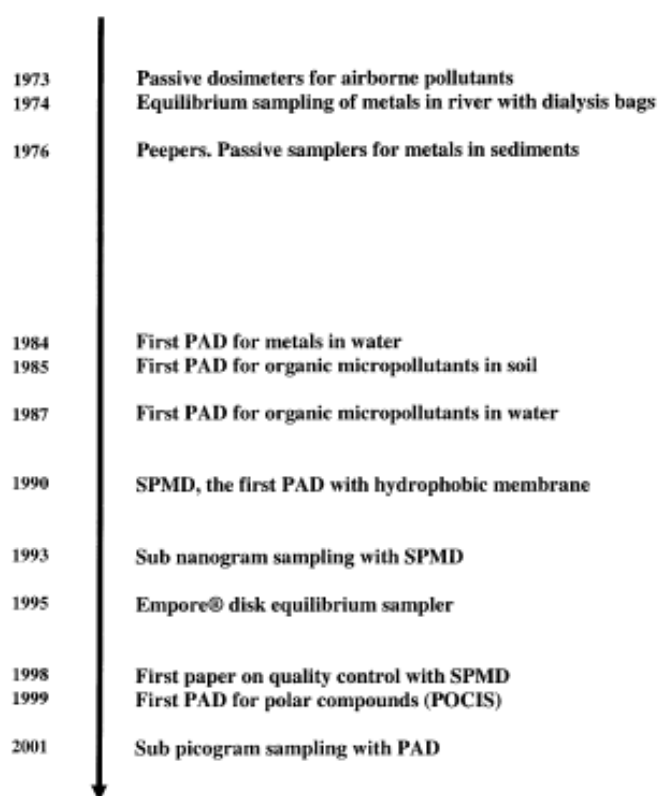 1973 Passive dosimeters for airborne pollutants
1974 Equilibrium sampling of metals in river with dialysis bags
1976 Peepers. Passive samplers for metals in sediments
1984 First PAD for metals in water
1985 First PAD for organic micropollutants in soil
1987 First PAD for organic micropollutants in water
1990 SPMD, the first PAD with hydrophobic membrane
1993 Sub nanogram sampling with SPMD
1995 Empore® disk equilibrium sampler
1998 First paper on quality control with SPMD
1999 First PAD for polar compounds (POCIS)
2001 Sub picogram sampling with PAD